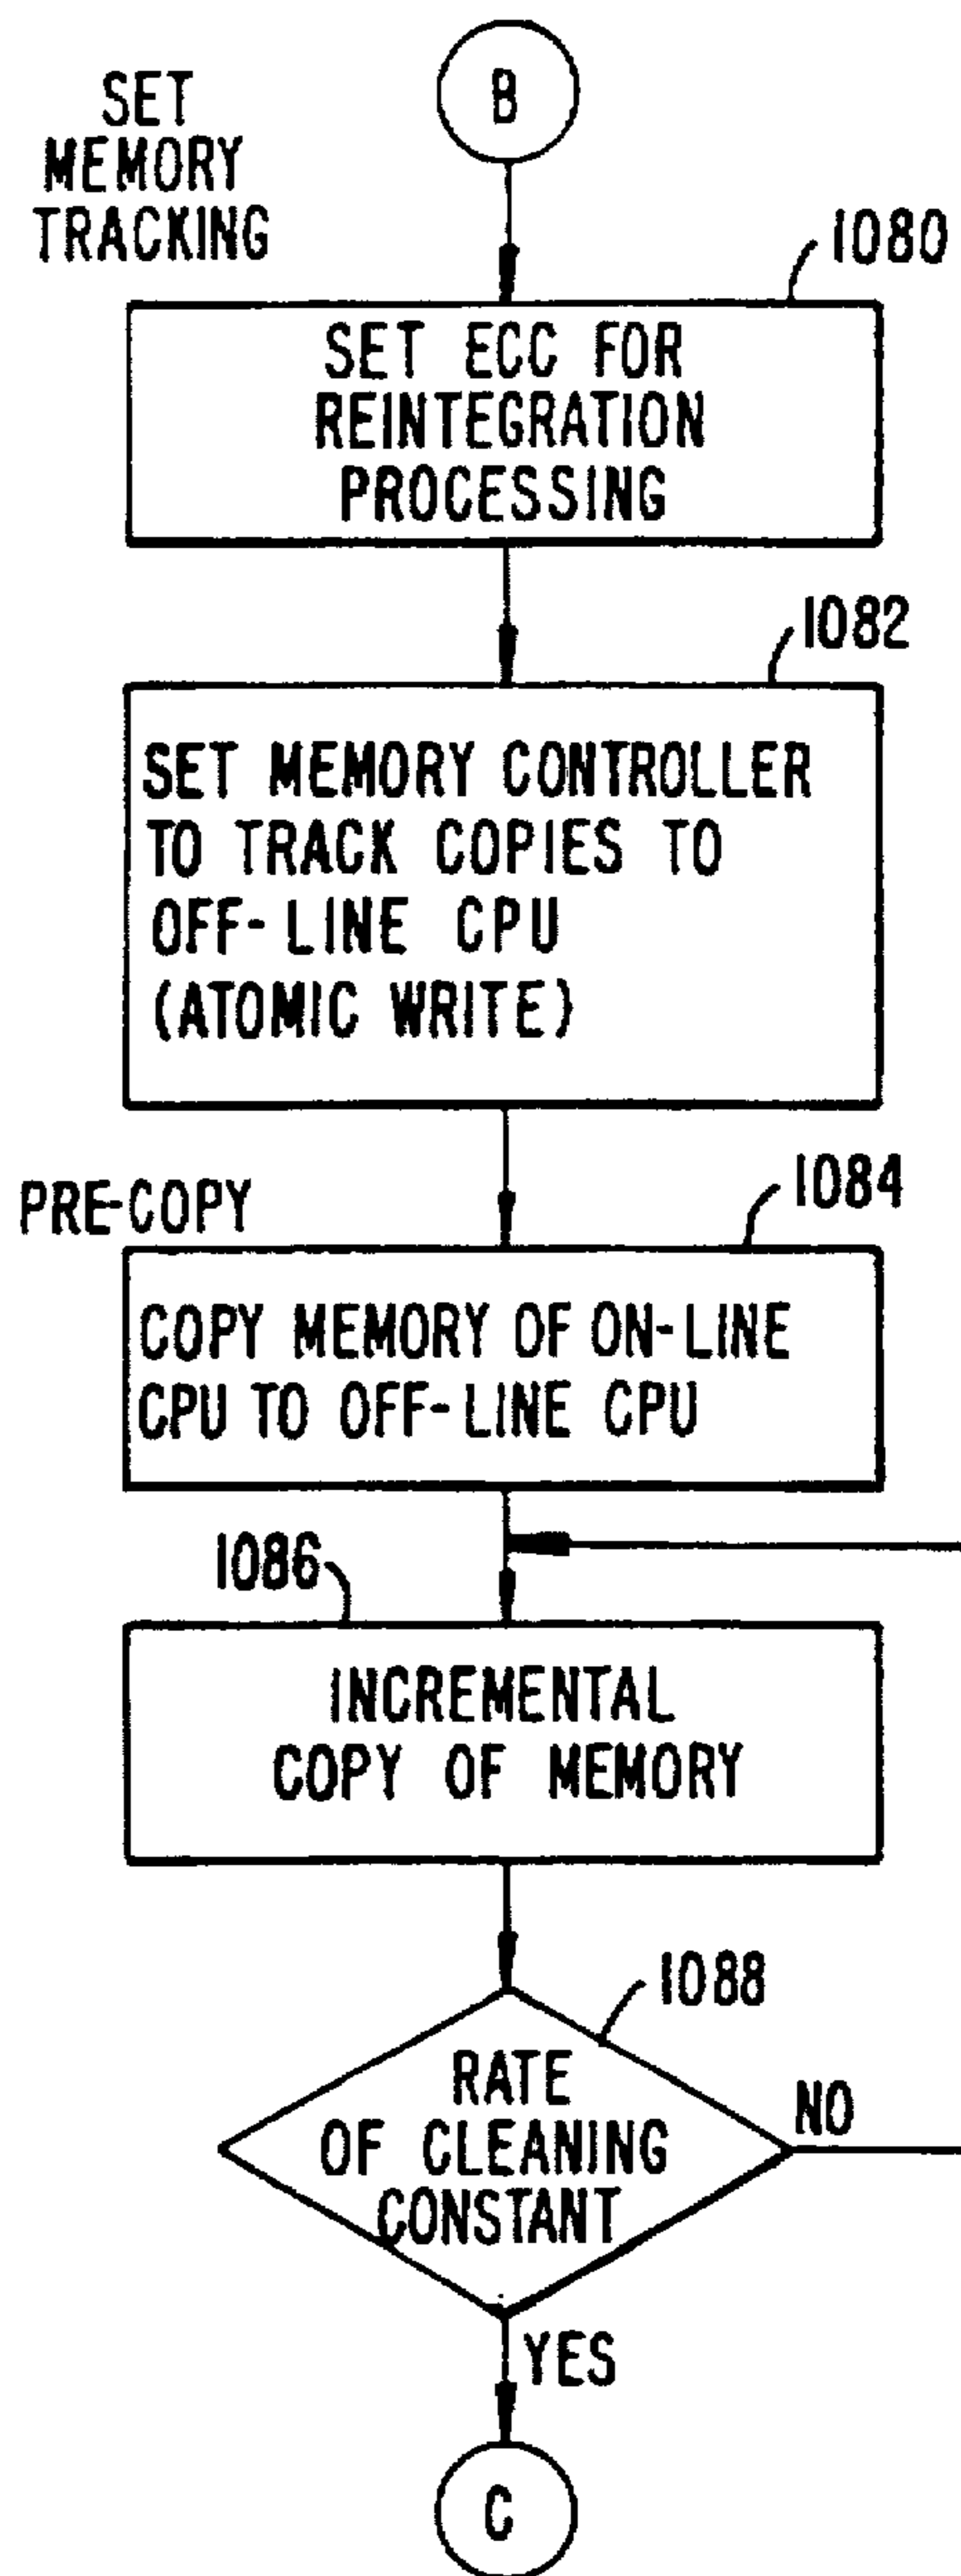 B
SET
MEMORY
TRACKING
1080
SET ECC FOR
REINTEGRATION
PROCESSING
1082
SET MEMORY CONTROLLER
TO TRACK COPIES TO
OFF-LINE CPU
(ATOMIC WRITE)
PRE-COPY
1084
COPY MEMORY OF ON-LINE
CPU TO OFF-LINE CPU
1086
INCREMENTAL
COPY OF MEMORY
1088
RATE
OF CLEANING
CONSTANT
NO
YES
C